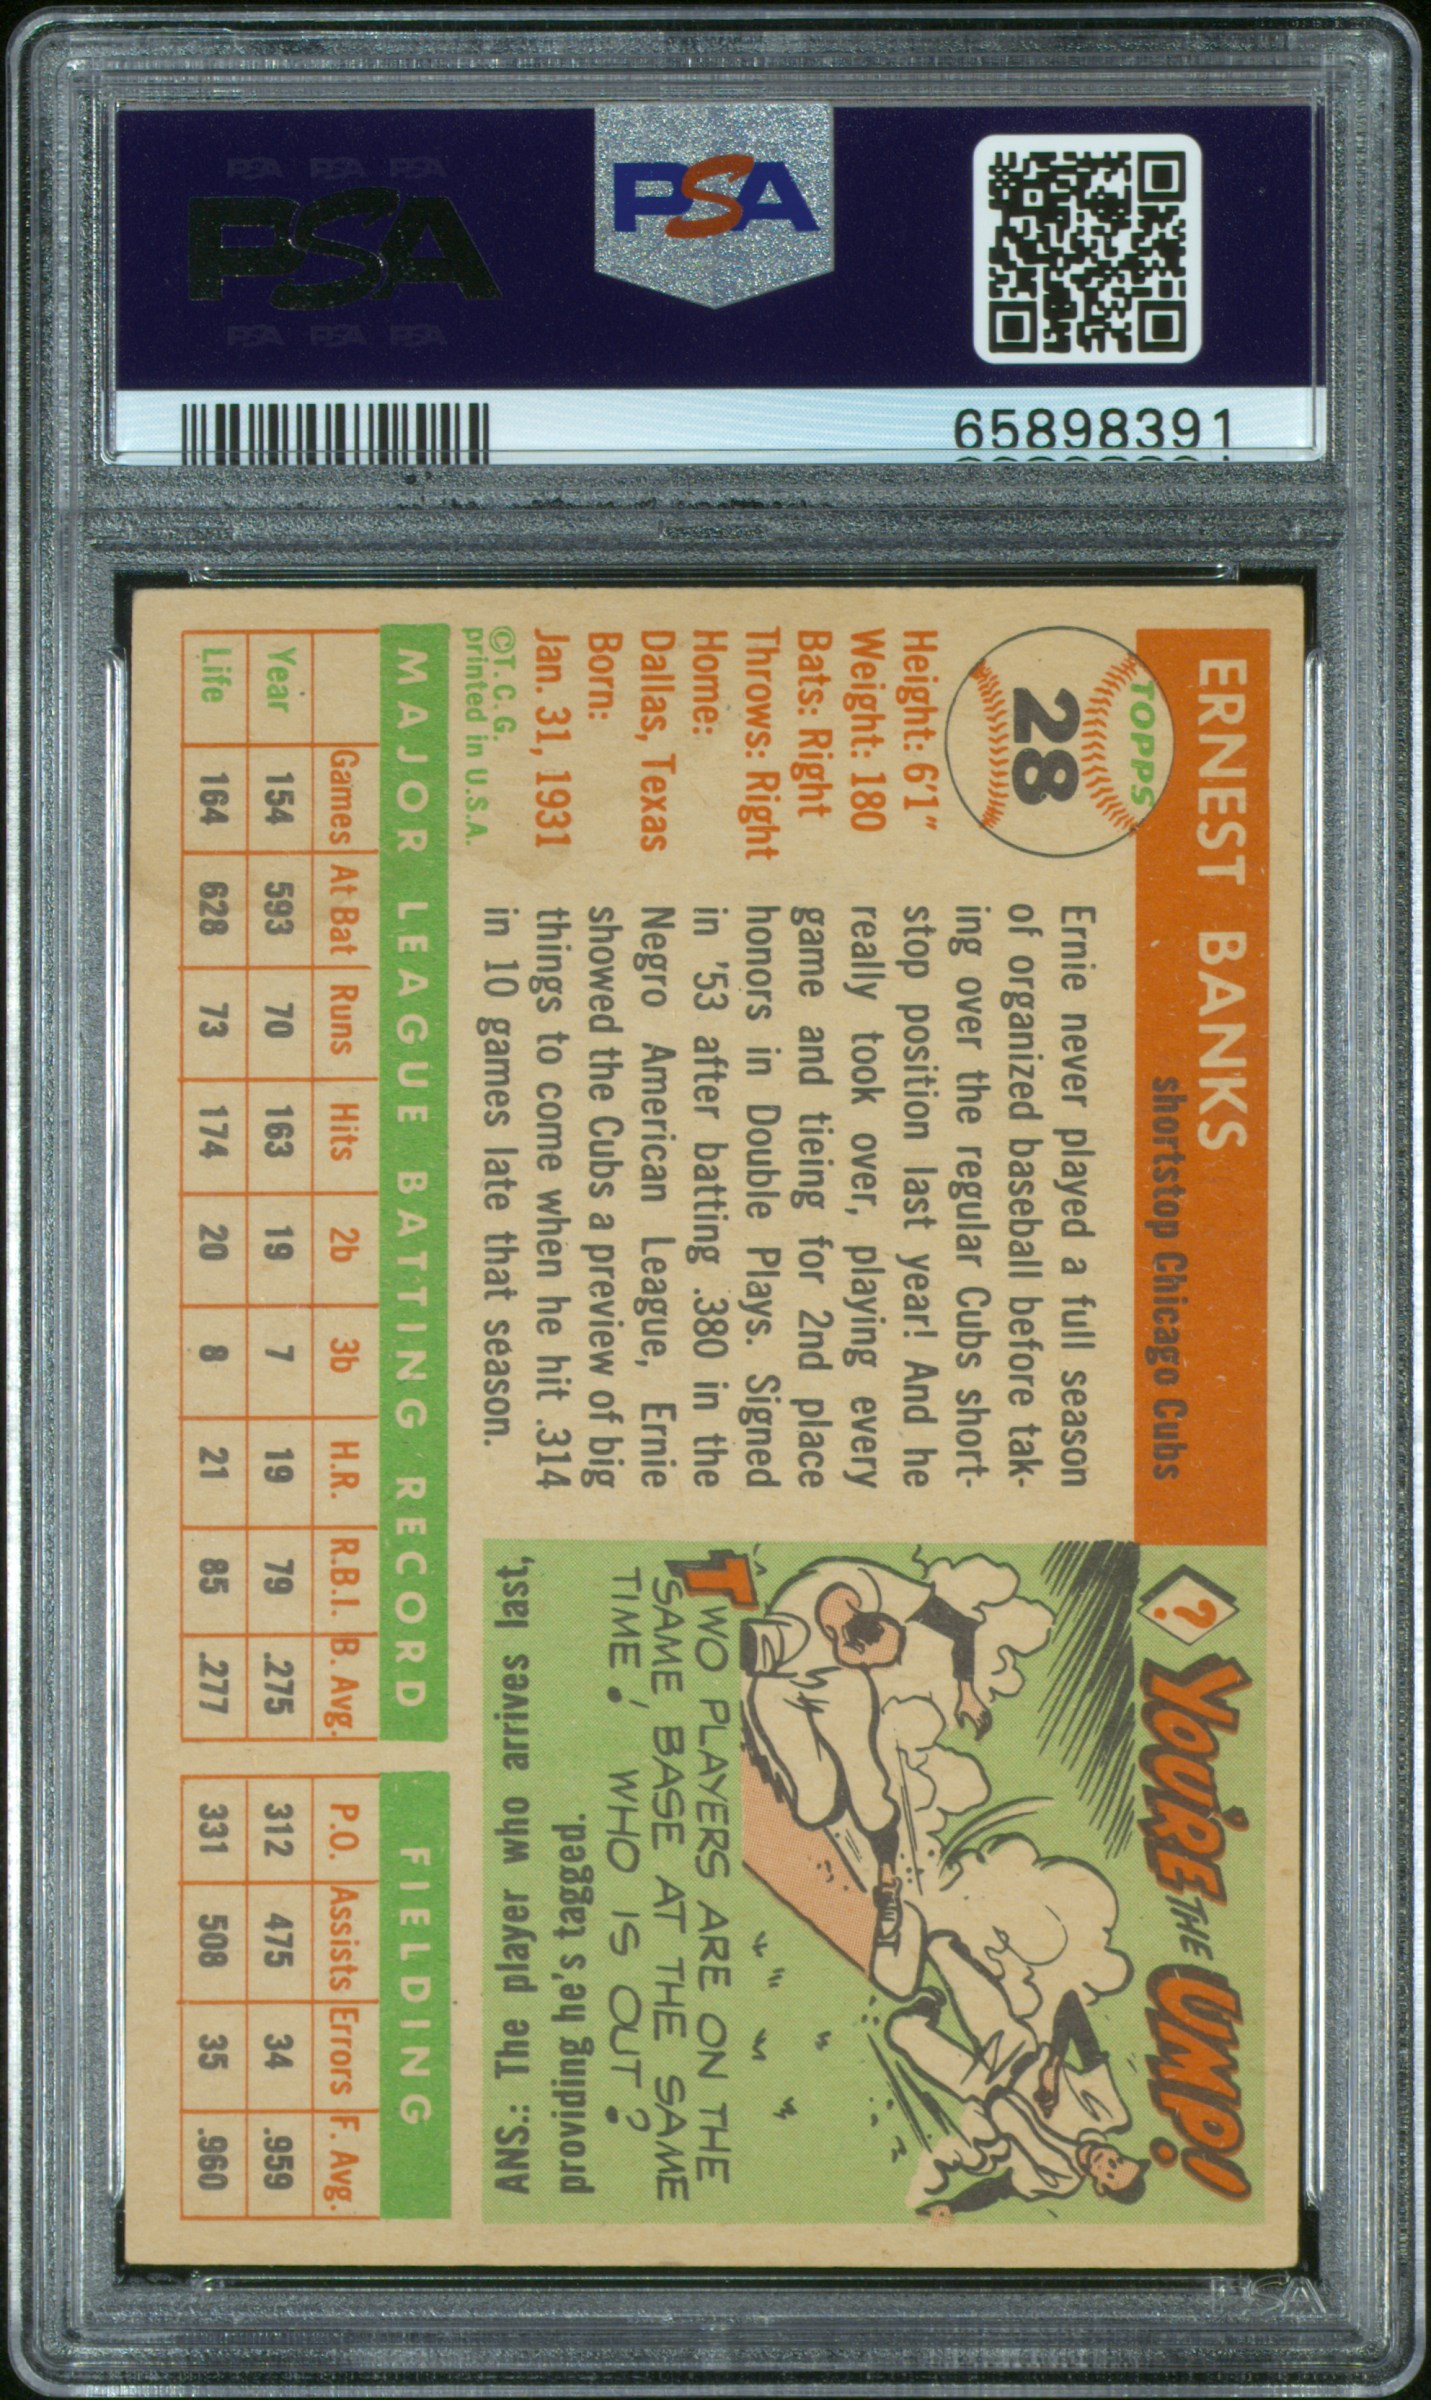 PSA PSA PSA
PSA
PSA PSA PSA
PSA
65898391
ERNEST BANKS
shortstop Chicago Cubs
TOPPS
28
Height: 6'1"
Weight: 180
Bats: Right
Throws: Right
Home:
Dallas, Texas
Born:
Jan. 31, 1931
©T. C. G.
printed in U.S.A.
Ernie never played a full season
of organized baseball before tak-
ing over the regular Cubs short-
stop position last year! And he
really took over, playing every
game and tieing for 2nd place
honors in Double Plays. Signed
in '53 after batting .380 in the
Negro American League, Ernie
showed the Cubs a preview of big
things to come when he hit .314
in 10 games late that season.
? YOU'RE THE UMP!
TWO PLAYERS ARE ON THE
SAME BASE AT THE SAME
TIME! WHO IS OUT?
ANS.: The player who arrives last,
providing he's tagged.
MAJOR LEAGUE BATTING RECORD FIELDING
Games At Bat Runs Hits 2b 3b H.R. R.B.I. B. Avg. P.O. Assists Errors F. Avg.
Year 154 593 70 163 19 7 19 79 .275 312 475 34 .959
Life 164 628 73 174 20 8 21 85 .277 331 508 35 .960
PSA